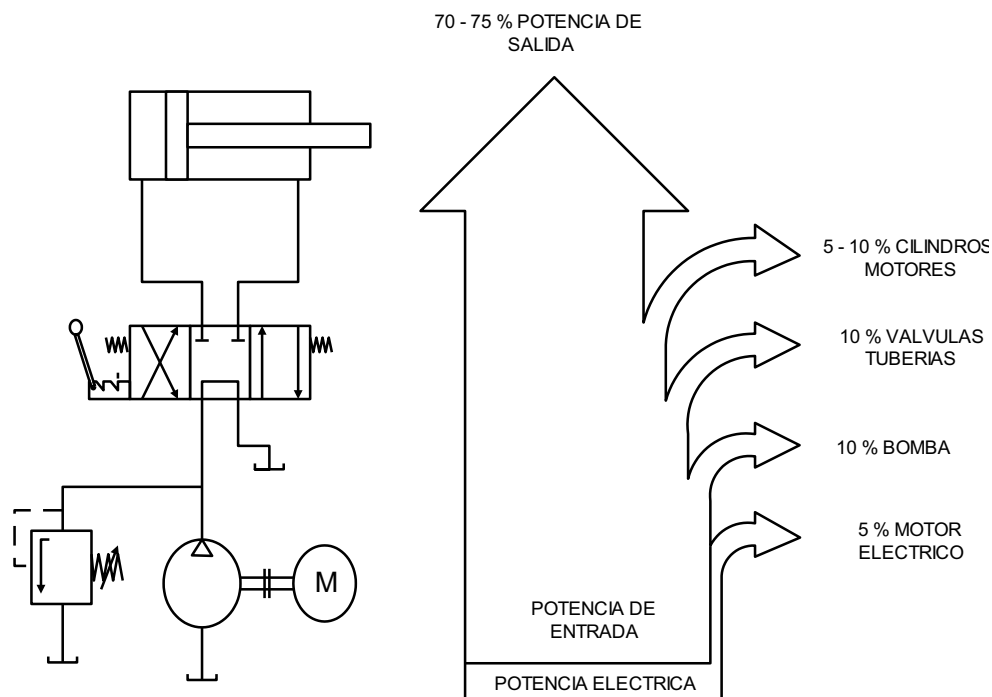 70 - 75 % POTENCIA DE
SALIDA
5 - 10 % CILINDROS
MOTORES
10 % VALVULAS
TUBERIAS
10 % BOMBA
5 % MOTOR
ELECTRICO
M
POTENCIA DE
ENTRADA
POTENCIA ELECTRICA